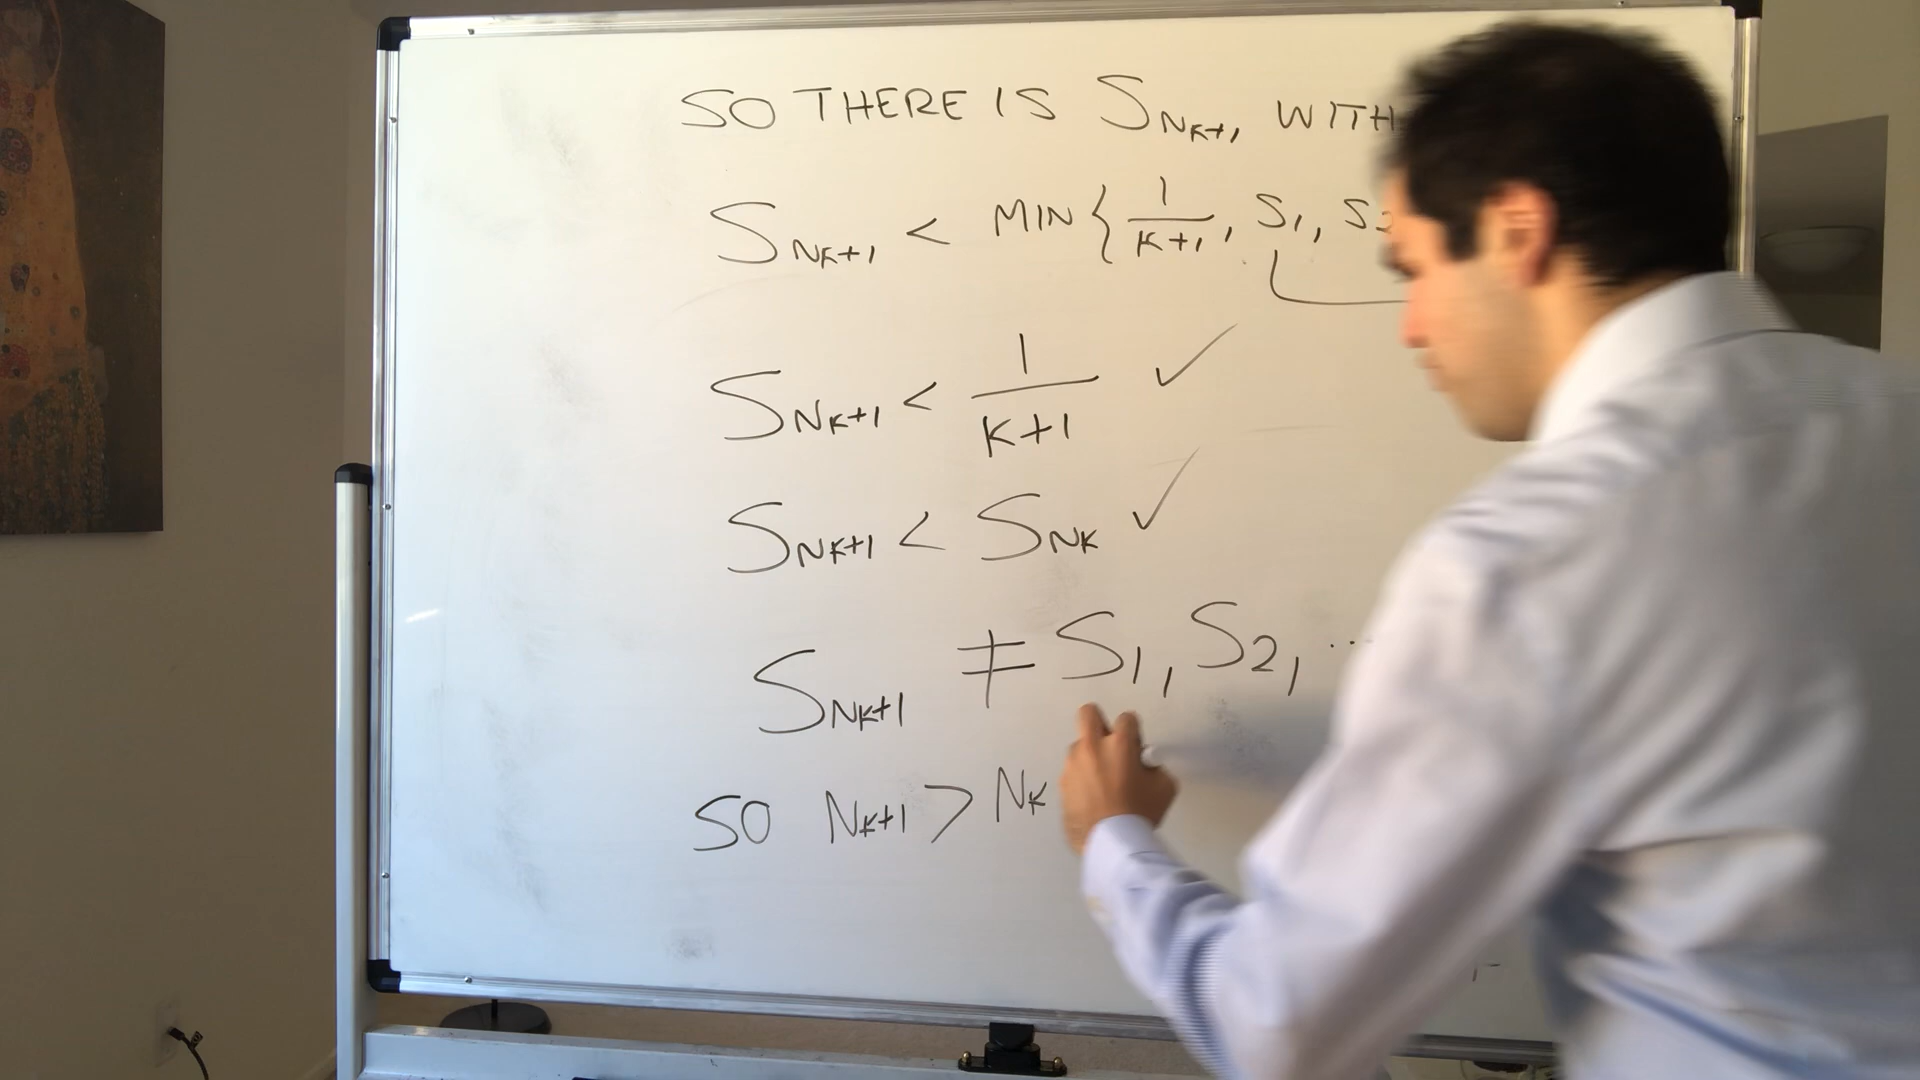 SO THERE IS S_{N_{K+1}} WITH
S_{N_{K+1}} < MIN { 1/(K+1), S_1, S_2
S_{N_{K+1}} < 1/(K+1) ✓
S_{N_{K+1}} < S_{N_K} ✓
S_{N_{K+1}} ≠ S_1, S_2, ...
SO N_{K+1} > N_K